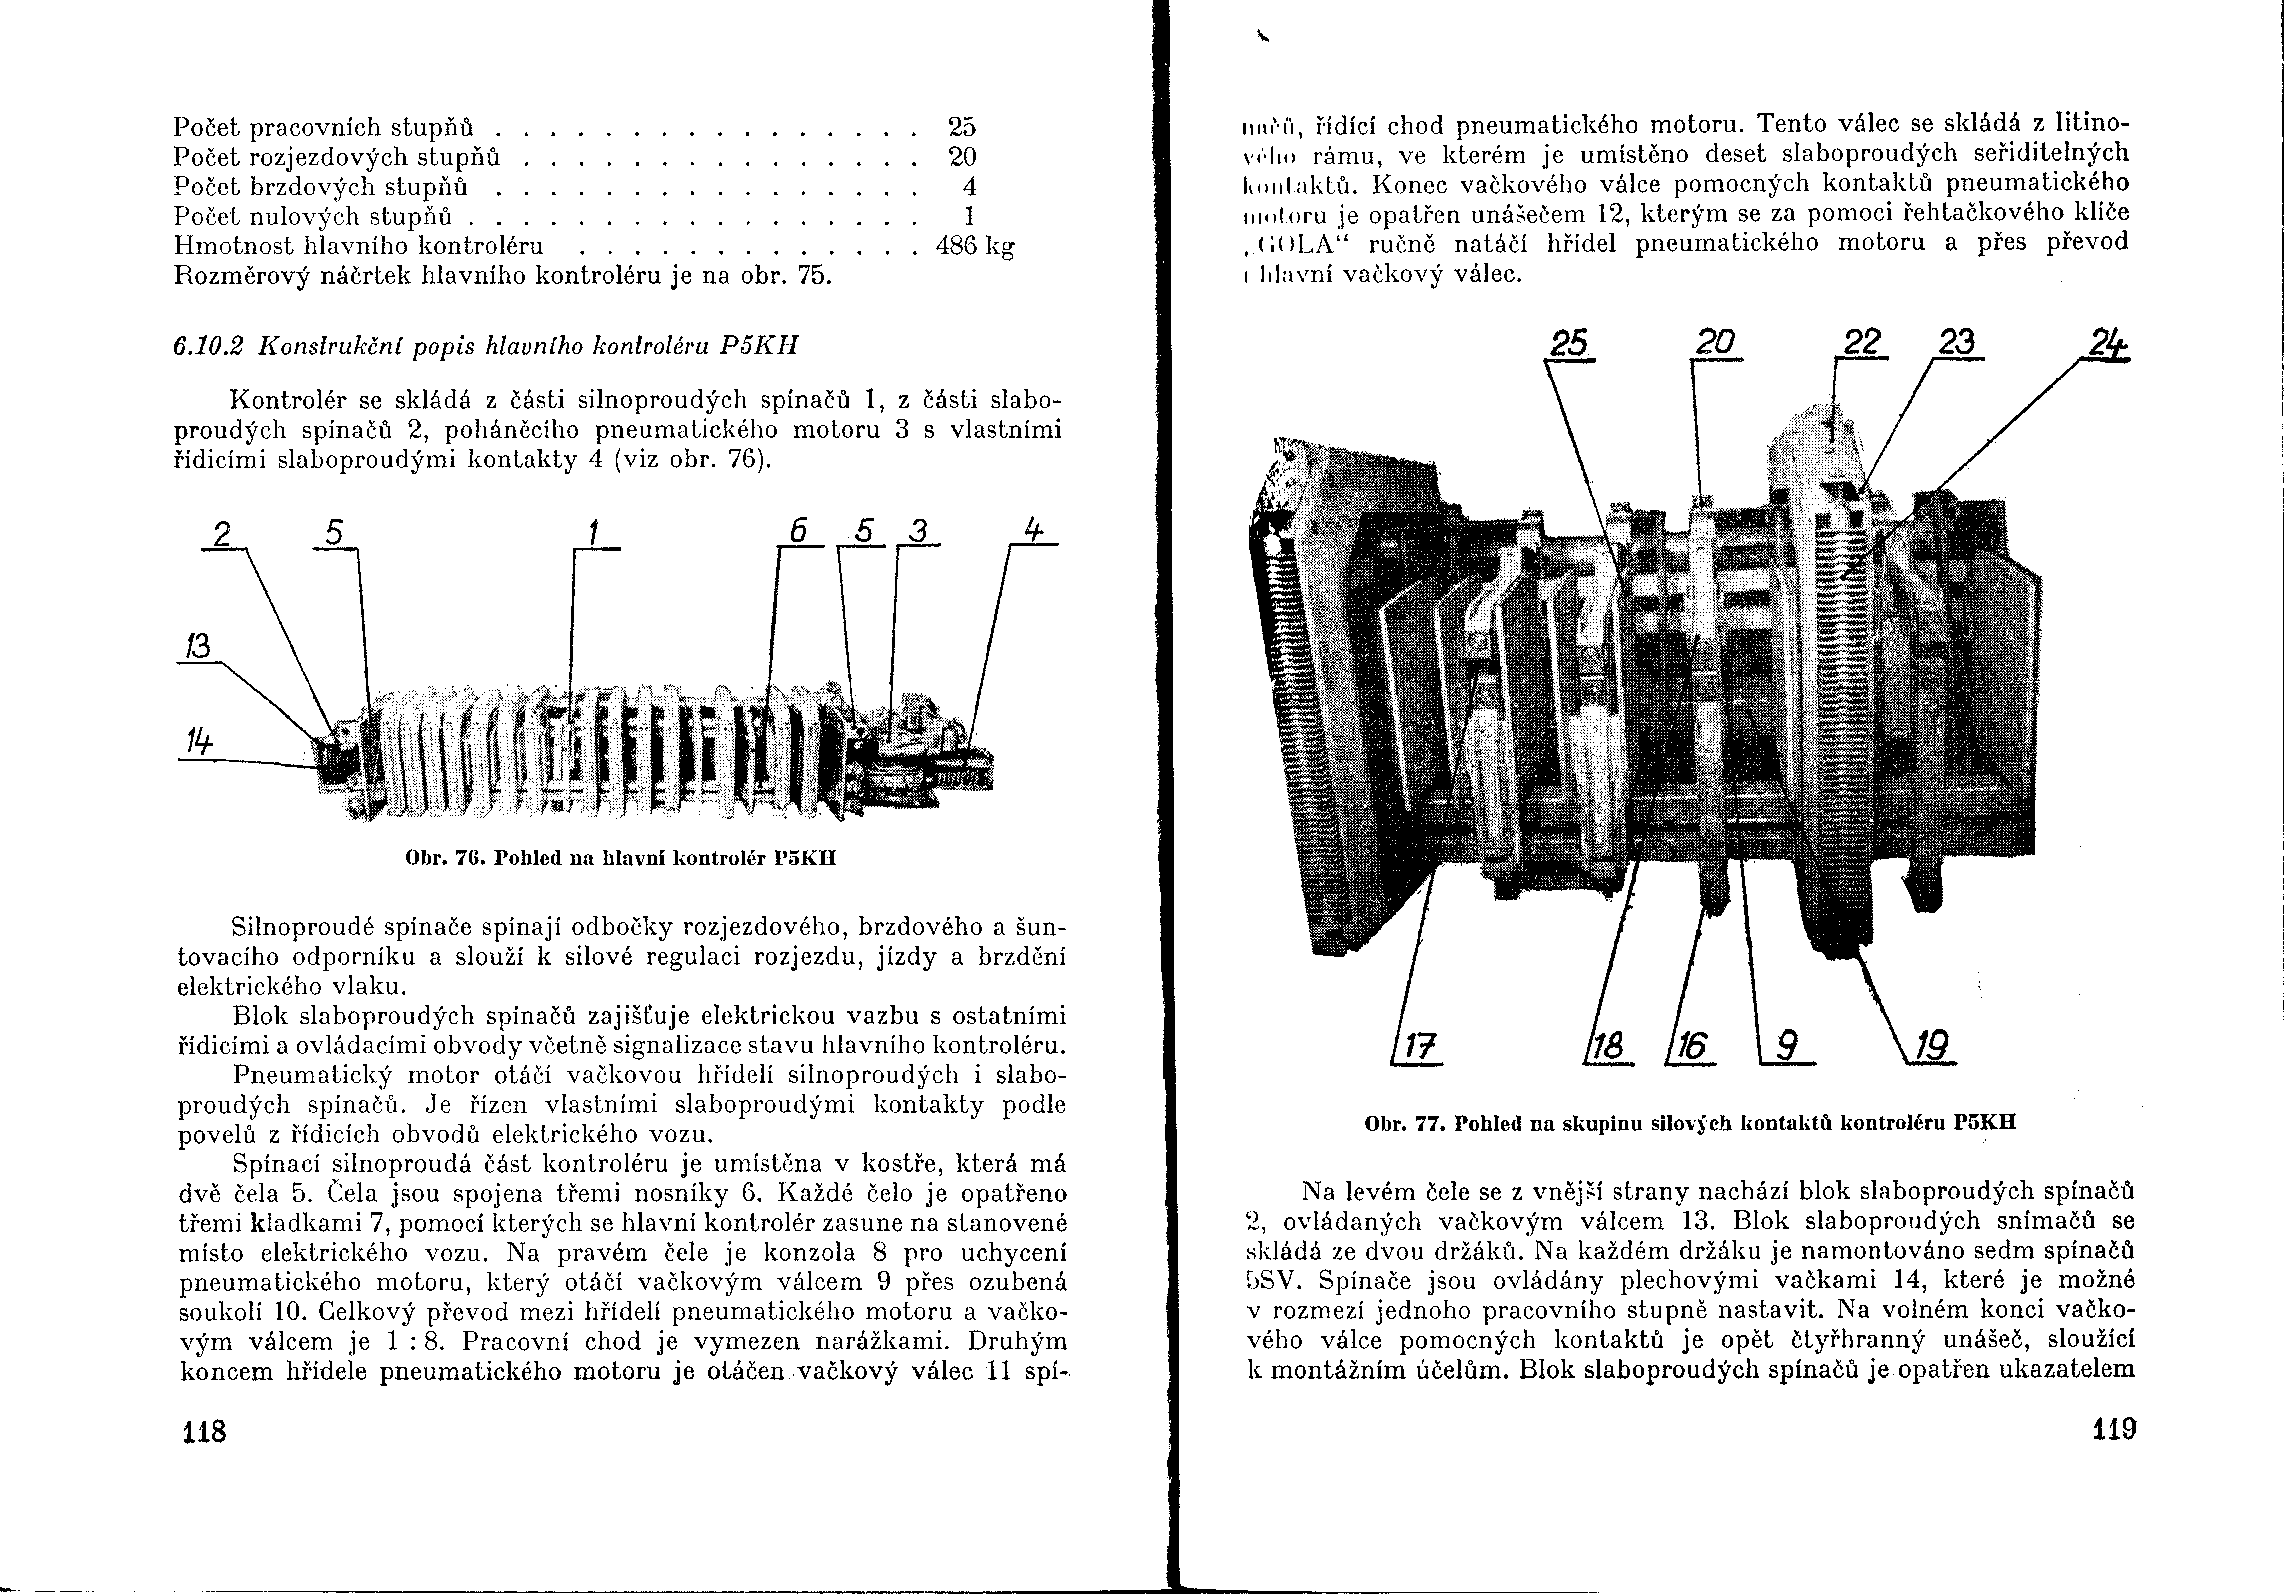 Počet pracovních stupňů . . . . . . . . . . . . . . . . 25
Počet rozjezdových stupňů . . . . . . . . . . . . . . . 20
Počet brzdových stupňů . . . . . . . . . . . . . . . . 4
Počet nulových stupňů . . . . . . . . . . . . . . . . . 1
Hmotnost hlavního kontroléru . . . . . . . . . . . . . 486 kg
Rozměrový náčrtek hlavního kontroléru je na obr. 75.
6.10.2 Konstrukční popis hlavního kontroléru P5KH
Kontrolér se skládá z části silnoproudých spínačů 1, z části slabo-
proudých spínačů 2, poháněcího pneumatického motoru 3 s vlastními
řídicími slaboproudými kontakty 4 (viz obr. 76).
2 5 1 6 5 3 4
13
14
Obr. 76. Pohled na hlavní kontrolér P5KH
Silnoproudé spínače spínají odbočky rozjezdového, brzdového a šun-
tovacího odporníku a slouží k silové regulaci rozjezdu, jízdy a brzdění
elektrického vlaku.
Blok slaboproudých spínačů zajišťuje elektrickou vazbu s ostatními
řídicími a ovládacími obvody včetně signalizace stavu hlavního kontroléru.
Pneumatický motor otáčí vačkovou hřídelí silnoproudých i slabo-
proudých spínačů. Je řízen vlastními slaboproudými kontakty podle
povelů z řídicích obvodů elektrického vozu.
Spínací silnoproudá část kontroléru je umístěna v kostře, která má
dvě čela 5. Čela jsou spojena třemi nosníky 6. Každé čelo je opatřeno
třemi kladkami 7, pomocí kterých se hlavní kontrolér zasune na stanovené
místo elektrického vozu. Na pravém čele je konzola 8 pro uchycení
pneumatického motoru, který otáčí vačkovým válcem 9 přes ozubená
soukolí 10. Celkový převod mezi hřídelí pneumatického motoru a vačko-
vým válcem je 1 : 8. Pracovní chod je vymezen narážkami. Druhým
koncem hřídele pneumatického motoru je otáčen vačkový válec 11 spí-
118
načů, řídící chod pneumatického motoru. Tento válec se skládá z litino-
vého rámu, ve kterém je umístěno deset slaboproudých seřiditelných
kontaktů. Konec vačkového válce pomocných kontaktů pneumatického
motoru je opatřen unášečem 12, kterým se za pomoci řehtačkového klíče
„GOLA“ ručně natáčí hřídel pneumatického motoru a přes převod
i hlavní vačkový válec.
25 20 22 23 24
17 18 16 9 19
Obr. 77. Pohled na skupinu silových kontaktů kontroléru P5KH
Na levém čele se z vnější strany nachází blok slaboproudých spínačů
2, ovládaných vačkovým válcem 13. Blok slaboproudých snímačů se
skládá ze dvou držáků. Na každém držáku je namontováno sedm spínačů
5SV. Spínače jsou ovládány plechovými vačkami 14, které je možné
v rozmezí jednoho pracovního stupně nastavit. Na volném konci vačko-
vého válce pomocných kontaktů je opět čtyřhranný unášeč, sloužící
k montážním účelům. Blok slaboproudých spínačů je opatřen ukazatelem
119